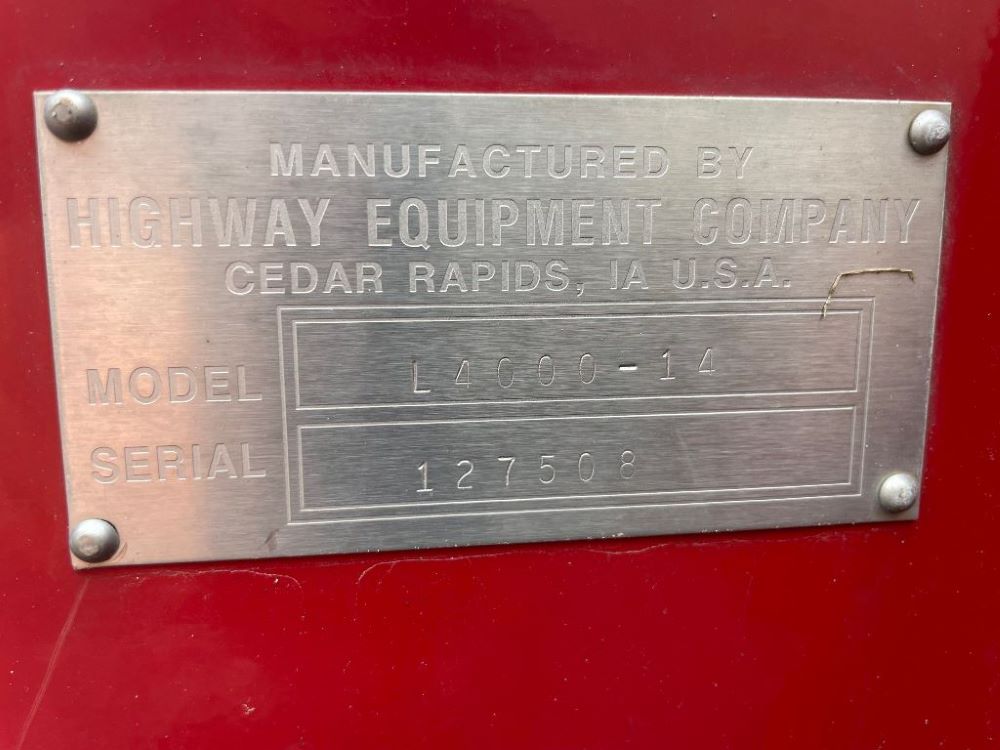 MANUFACTURED BY
HIGHWAY EQUIPMENT COMPANY
CEDAR RAPIDS, IA U.S.A.
MODEL L4000-14
SERIAL 127508